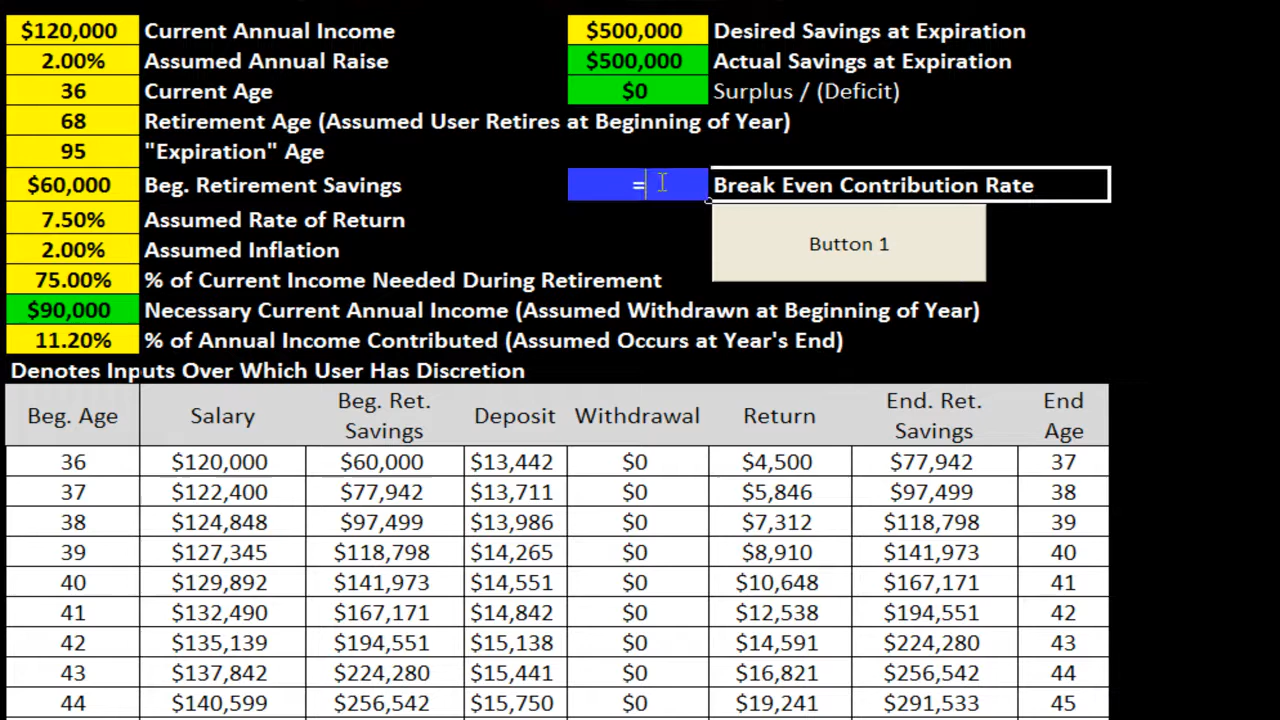 $120,000 Current Annual Income $500,000 Desired Savings at Expiration
2.00% Assumed Annual Raise $500,000 Actual Savings at Expiration
36 Current Age $0 Surplus / (Deficit)
68 Retirement Age (Assumed User Retires at Beginning of Year)
95 "Expiration" Age
$60,000 Beg. Retirement Savings = Break Even Contribution Rate
7.50% Assumed Rate of Return
Button 1
2.00% Assumed Inflation
75.00% % of Current Income Needed During Retirement
$90,000 Necessary Current Annual Income (Assumed Withdrawn at Beginning of Year)
11.20% % of Annual Income Contributed (Assumed Occurs at Year's End)
Denotes Inputs Over Which User Has Discretion
Beg. Age Salary Beg. Ret. Savings Deposit Withdrawal Return End. Ret. Savings End Age
36 $120,000 $60,000 $13,442 $0 $4,500 $77,942 37
37 $122,400 $77,942 $13,711 $0 $5,846 $97,499 38
38 $124,848 $97,499 $13,986 $0 $7,312 $118,798 39
39 $127,345 $118,798 $14,265 $0 $8,910 $141,973 40
40 $129,892 $141,973 $14,551 $0 $10,648 $167,171 41
41 $132,490 $167,171 $14,842 $0 $12,538 $194,551 42
42 $135,139 $194,551 $15,138 $0 $14,591 $224,280 43
43 $137,842 $224,280 $15,441 $0 $16,821 $256,542 44
44 $140,599 $256,542 $15,750 $0 $19,241 $291,533 45